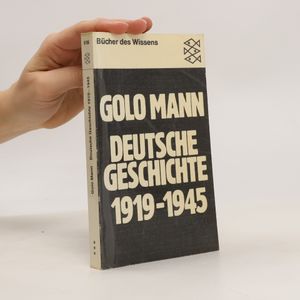 Bücher des Wissens
GOLO MANN
DEUTSCHE
GESCHICHTE
1919-1945
Golo Mann Deutsche Geschichte 1919-1945